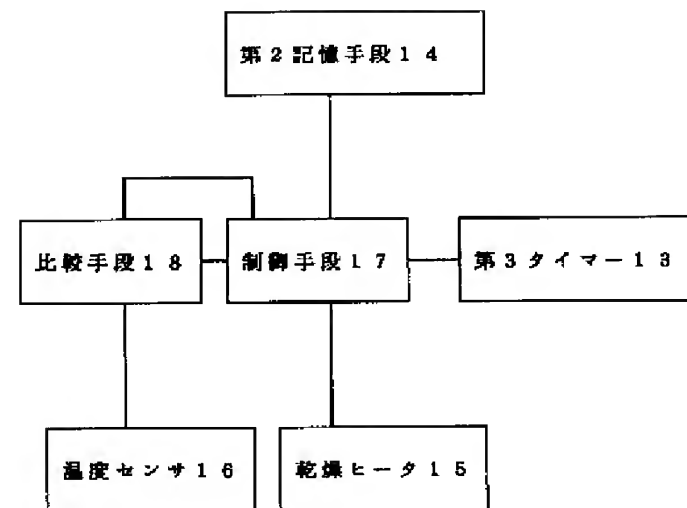 第2記憶手段14
比較手段18
制御手段17
第3タイマー13
温度センサ16
乾燥ヒータ15